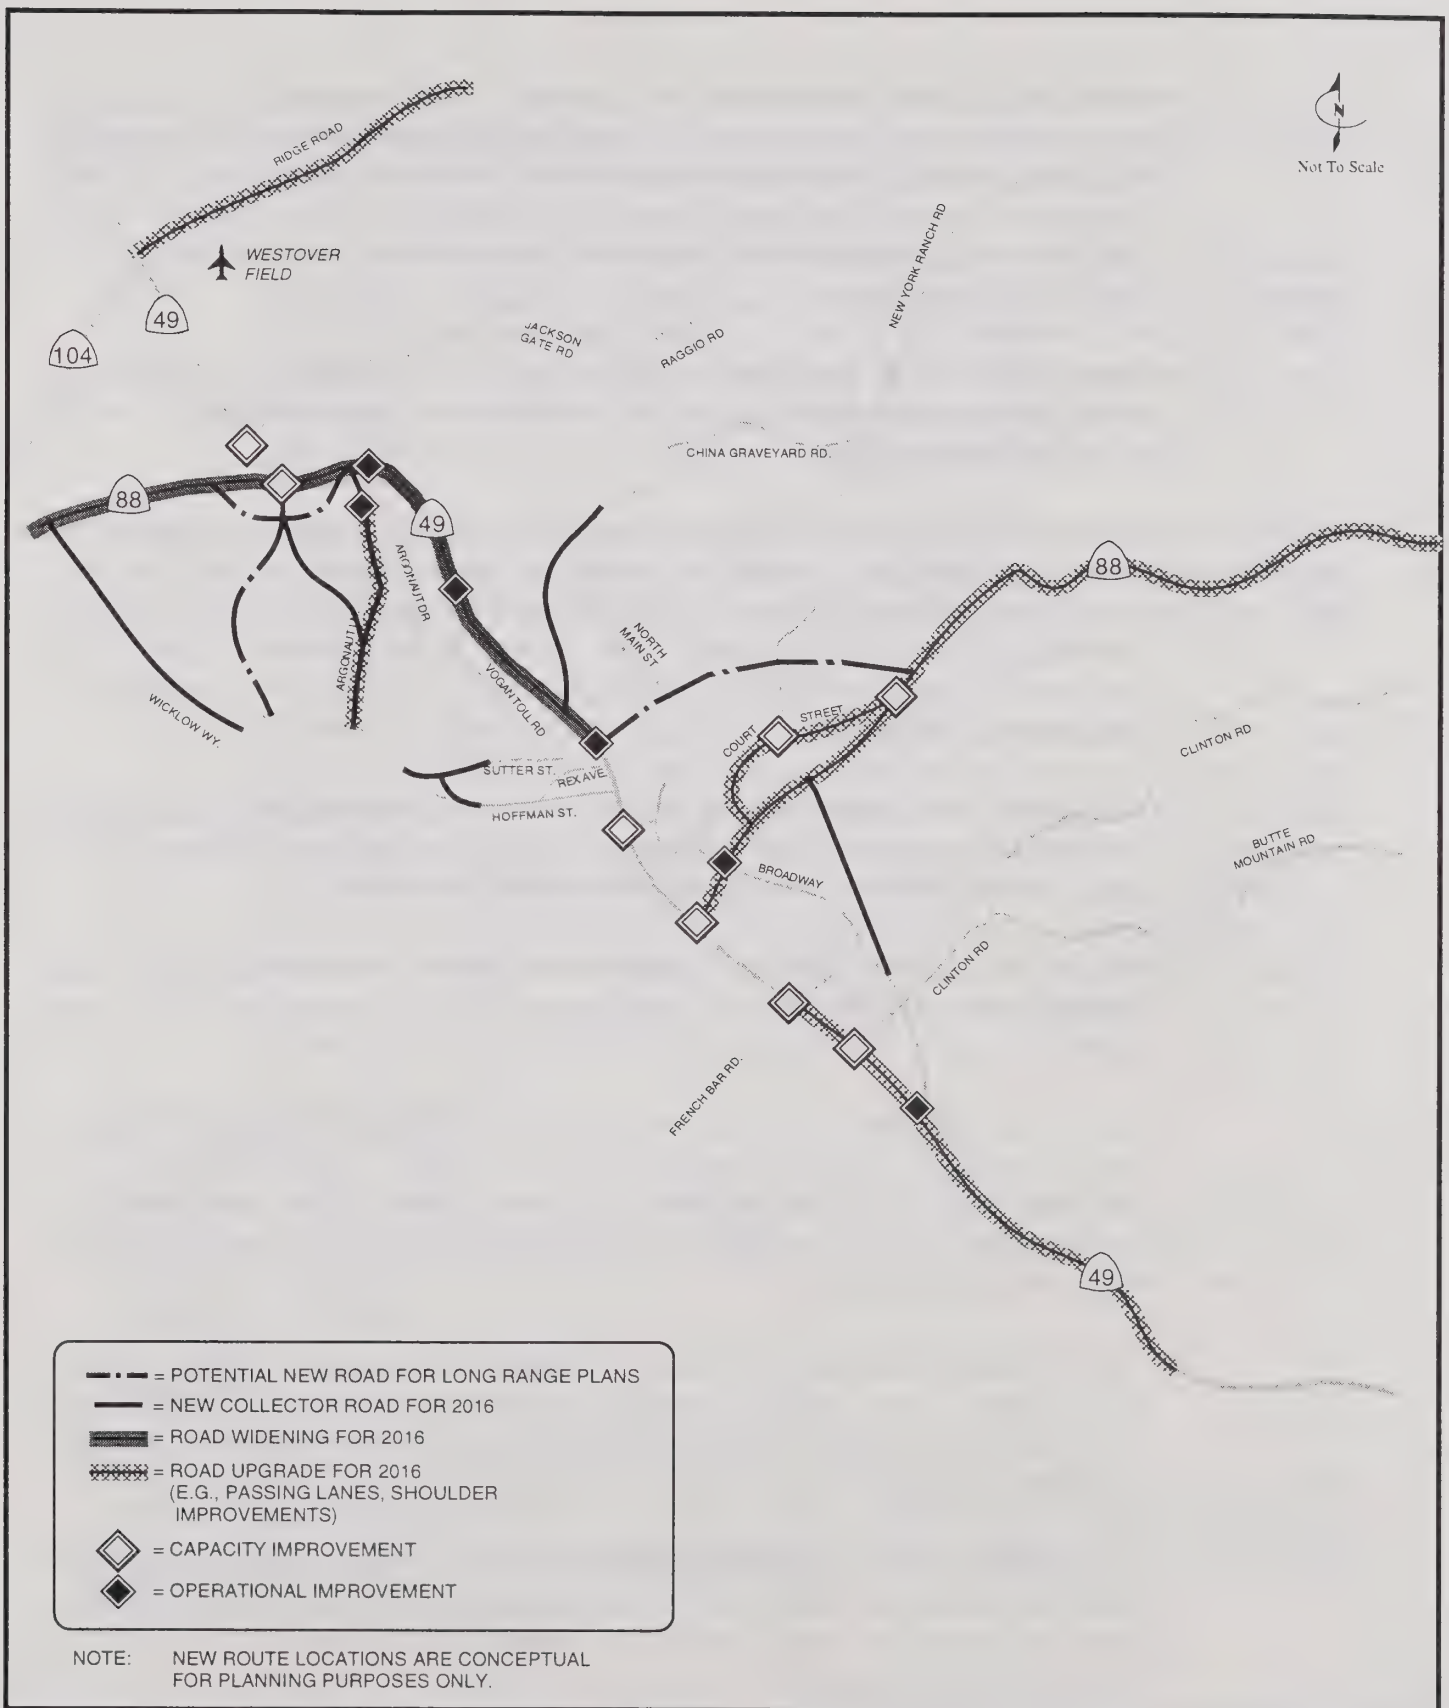 RIDGE ROAD
N
Not To Scale
WESTOVER
FIELD
49
104
NEW YORK RANCH RD
JACKSON
GATE RD
RAGGIO RD
CHINA GRAVEYARD RD.
88
49
ARGONAUT DR
ARGONAUT
88
NORTH
MAIN ST
VOGAN TOLL RD
WICKLOW WY.
COURT
STREET
CLINTON RD
SUTTER ST.
REX AVE.
HOFFMAN ST.
BROADWAY
BUTTE
MOUNTAIN RD
CLINTON RD
FRENCH BAR RD.
49
= POTENTIAL NEW ROAD FOR LONG RANGE PLANS
= NEW COLLECTOR ROAD FOR 2016
= ROAD WIDENING FOR 2016
= ROAD UPGRADE FOR 2016
(E.G., PASSING LANES, SHOULDER
IMPROVEMENTS)
= CAPACITY IMPROVEMENT
= OPERATIONAL IMPROVEMENT
NOTE: NEW ROUTE LOCATIONS ARE CONCEPTUAL
FOR PLANNING PURPOSES ONLY.